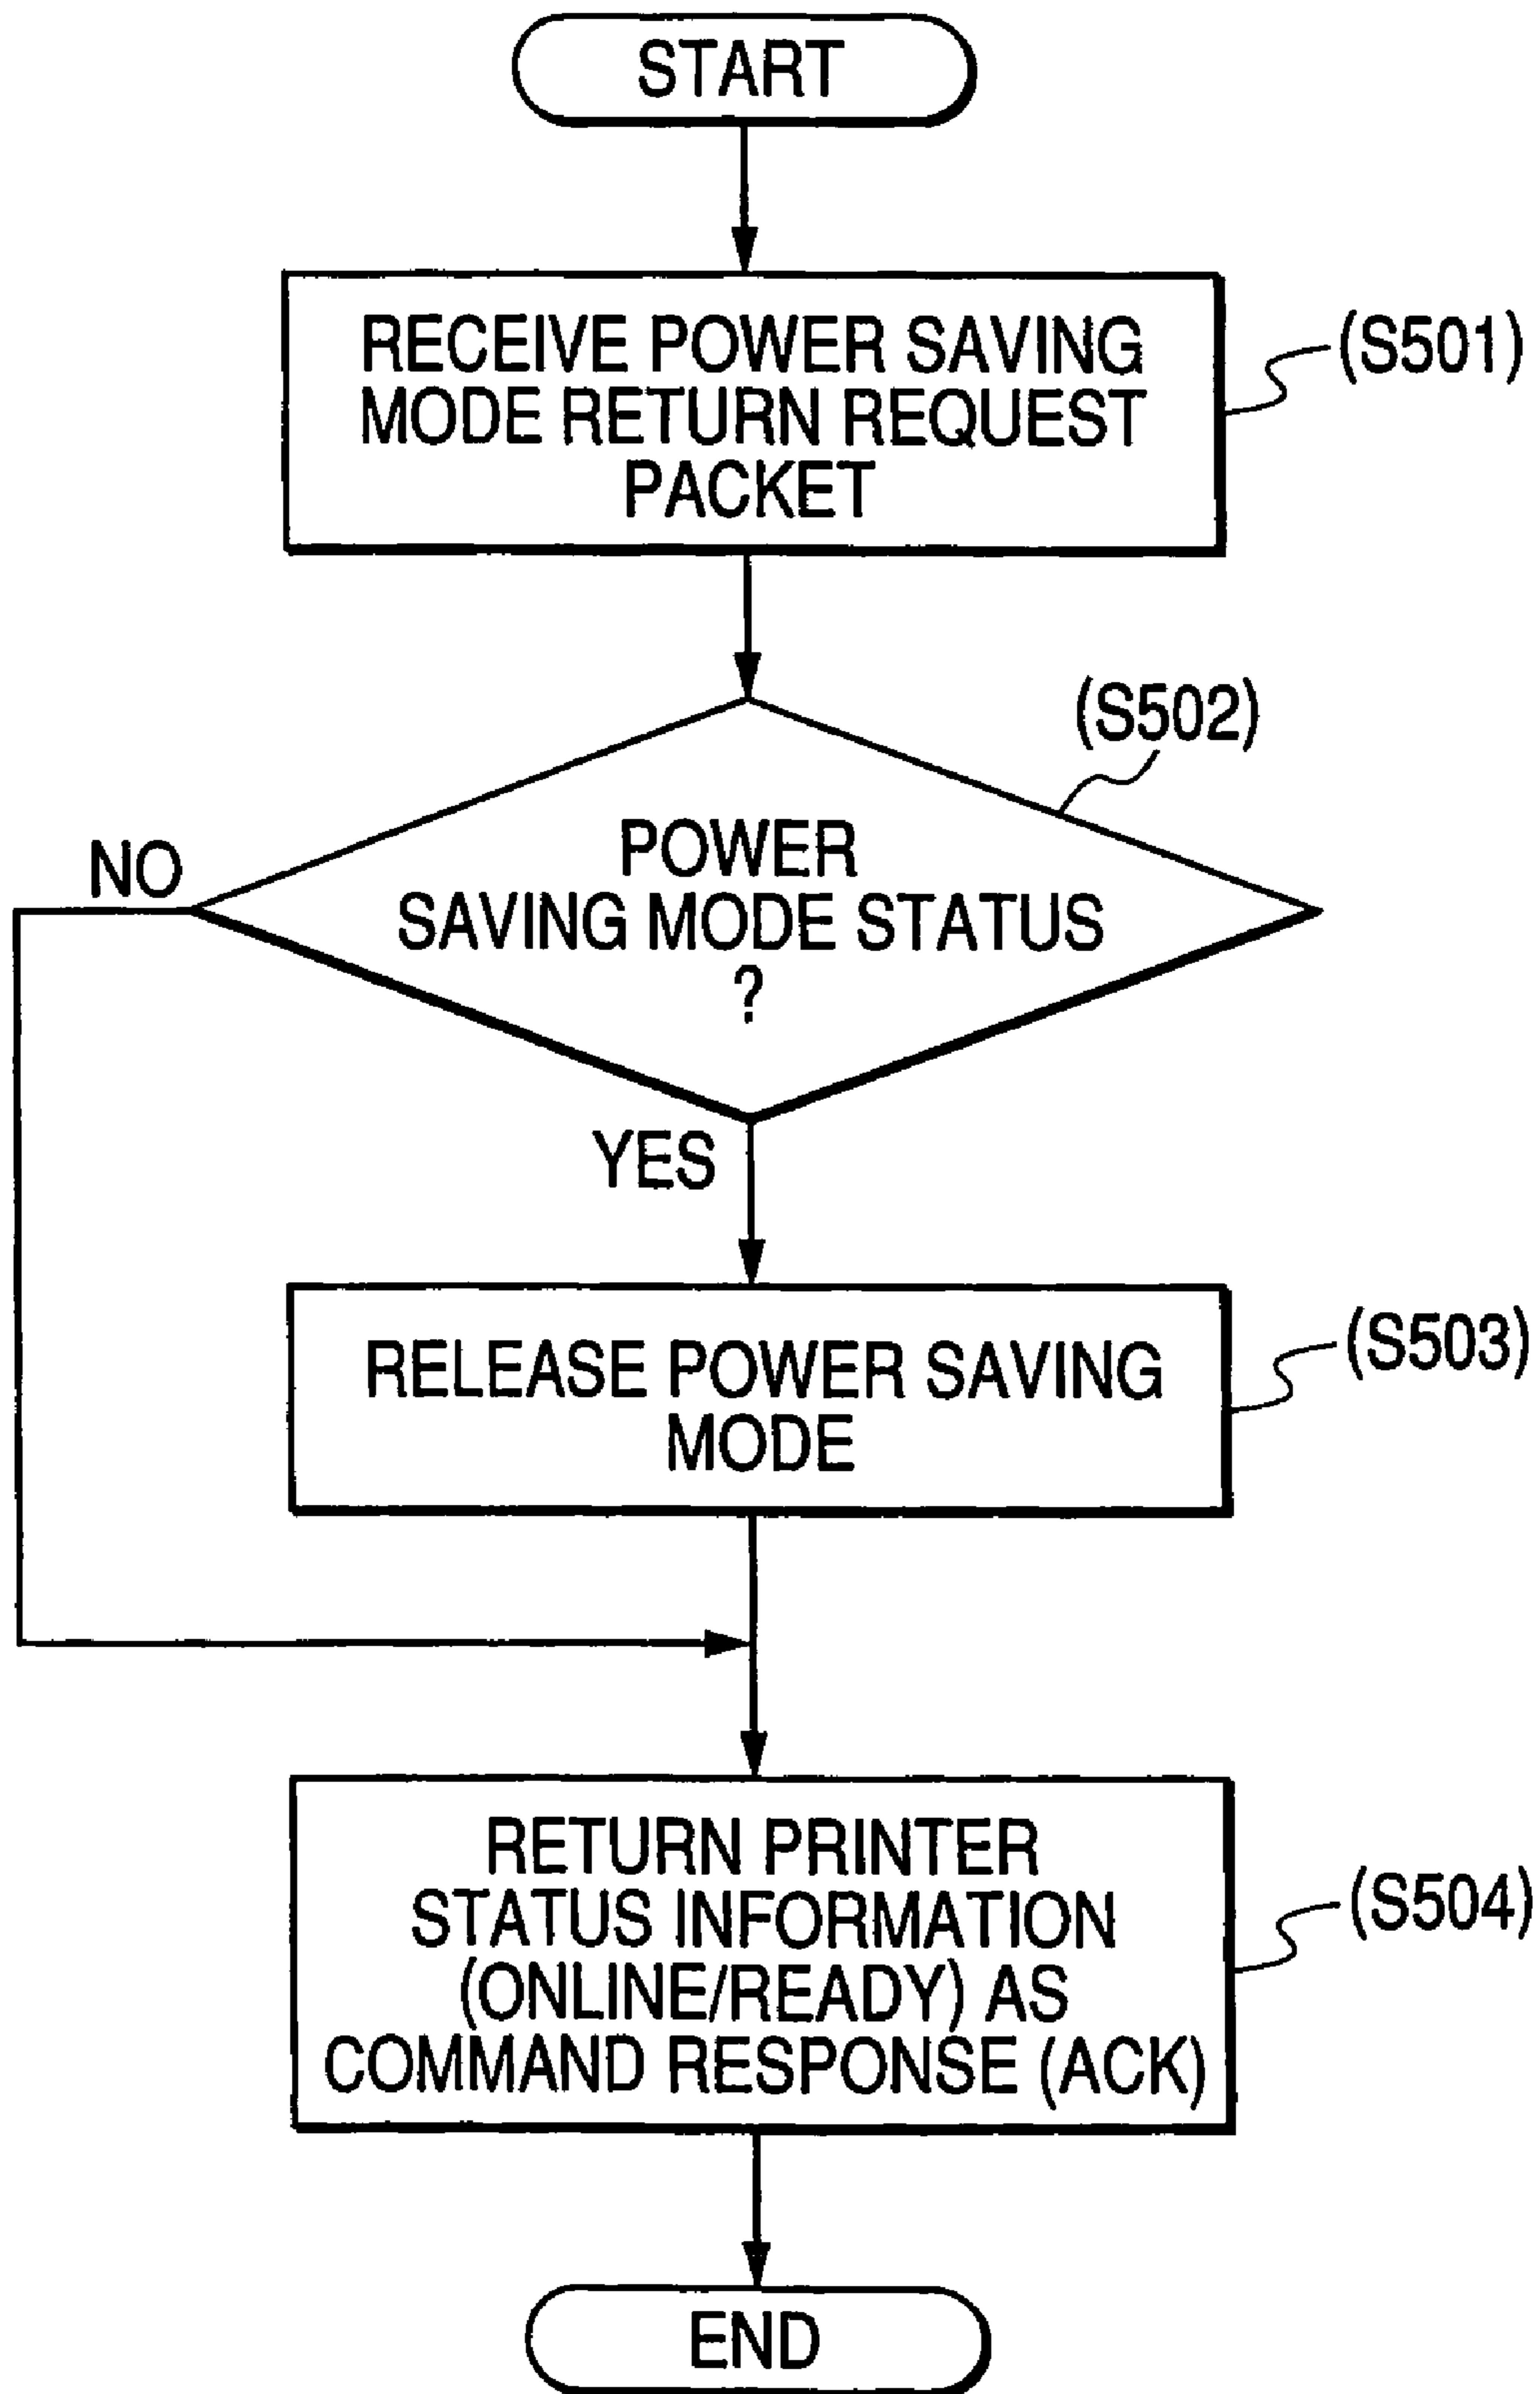 START
RECEIVE POWER SAVING
MODE RETURN REQUEST
PACKET
(S501)
(S502)
POWER
SAVING MODE STATUS
?
NO
YES
RELEASE POWER SAVING
MODE
(S503)
RETURN PRINTER
STATUS INFORMATION
(ONLINE/READY) AS
COMMAND RESPONSE (ACK)
(S504)
END